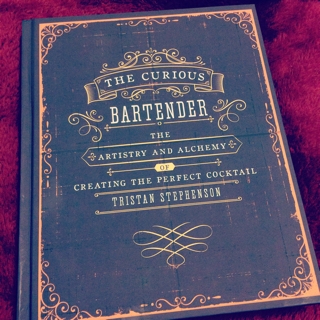 THE CURIOUS
BARTENDER
THE
ARTISTRY AND ALCHEMY
OF
CREATING THE PERFECT COCKTAIL
TRISTAN STEPHENSON